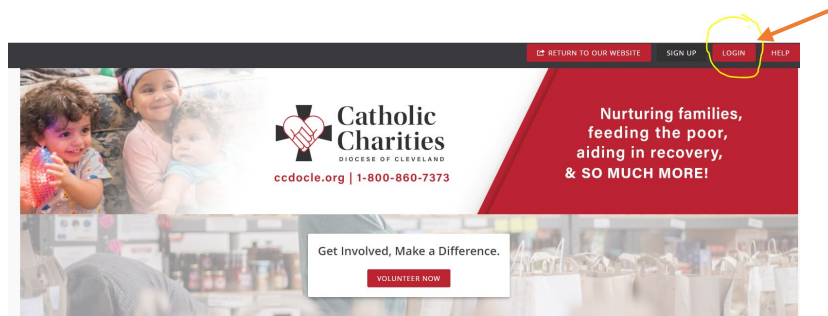 RETURN TO OUR WEBSITE SIGN UP LOGIN HELP
Catholic
Charities
DIOCESE OF CLEVELAND
ccdocle.org | 1-800-860-7373
Nurturing families,
feeding the poor,
aiding in recovery,
& SO MUCH MORE!
Get Involved, Make a Difference.
VOLUNTEER NOW